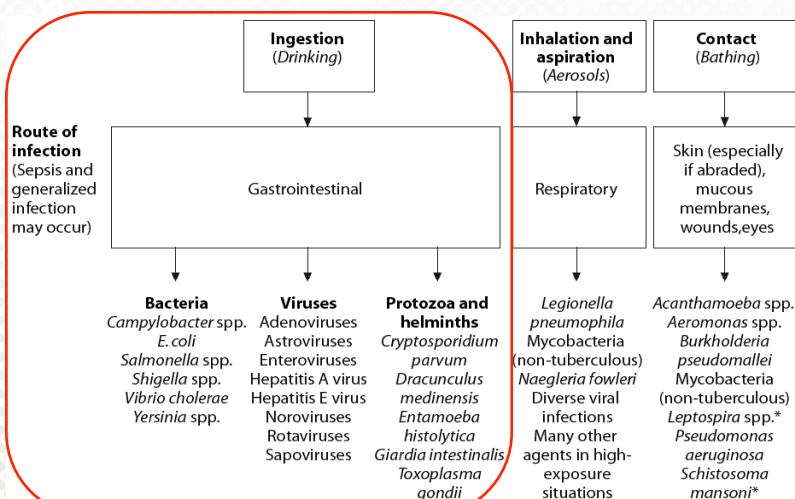 Ingestion
(Drinking)
Inhalation and
aspiration
(Aerosols)
Contact
(Bathing)
Route of
infection
(Sepsis and
generalized
infection
may occur)
Gastrointestinal
Respiratory
Skin (especially
if abraded),
mucous
membranes,
wounds,eyes
Bacteria
Campylobacter spp.
E. coli
Salmonella spp.
Shigella spp.
Vibrio cholerae
Yersinia spp.
Viruses
Adenoviruses
Astroviruses
Enteroviruses
Hepatitis A virus
Hepatitis E virus
Noroviruses
Rotaviruses
Sapoviruses
Protozoa and
helminths
Cryptosporidium
parvum
Dracunculus
medinensis
Entamoeba
histolytica
Giardia intestinalis
Toxoplasma
gondii
Legionella
pneumophila
Mycobacteria
(non-tuberculous)
Naegleria fowleri
Diverse viral
infections
Many other
agents in high-
exposure
situations
Acanthamoeba spp.
Aeromonas spp.
Burkholderia
pseudomallei
Mycobacteria
(non-tuberculous)
Leptospira spp.*
Pseudomonas
aeruginosa
Schistosoma
mansoni*